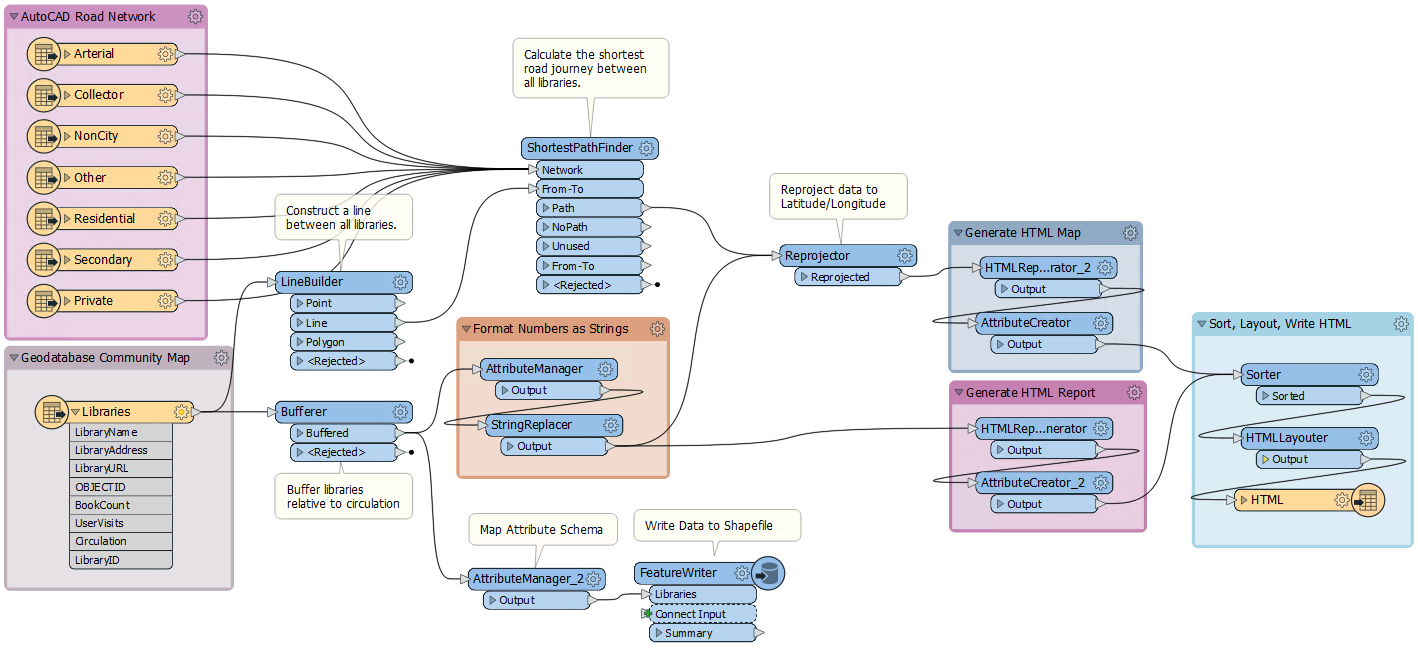 AutoCAD Road Network
Arterial
Collector
NonCity
Other
Residential
Secondary
Private
Geodatabase Community Map
Libraries
LibraryName
LibraryAddress
LibraryURL
OBJECTID
BookCount
UserVisits
Circulation
LibraryID
Construct a line
between all libraries.
LineBuilder
Point
Line
Polygon
<Rejected>
Bufferer
Buffered
<Rejected>
Buffer libraries
relative to circulation
Calculate the shortest
road journey between
all libraries.
ShortestPathFinder
Network
From-To
Path
NoPath
Unused
From-To
<Rejected>
Format Numbers as Strings
AttributeManager
Output
StringReplacer
Output
Map Attribute Schema
AttributeManager_2
Output
Write Data to Shapefile
FeatureWriter
Libraries
Connect Input
Summary
Reproject data to
Latitude/Longitude
Reprojector
Reprojected
Generate HTML Map
HTMLRep...rator_2
Output
AttributeCreator
Output
Generate HTML Report
HTMLRep...nerator
Output
AttributeCreator_2
Output
Sort, Layout, Write HTML
Sorter
Sorted
HTMLLayouter
Output
HTML